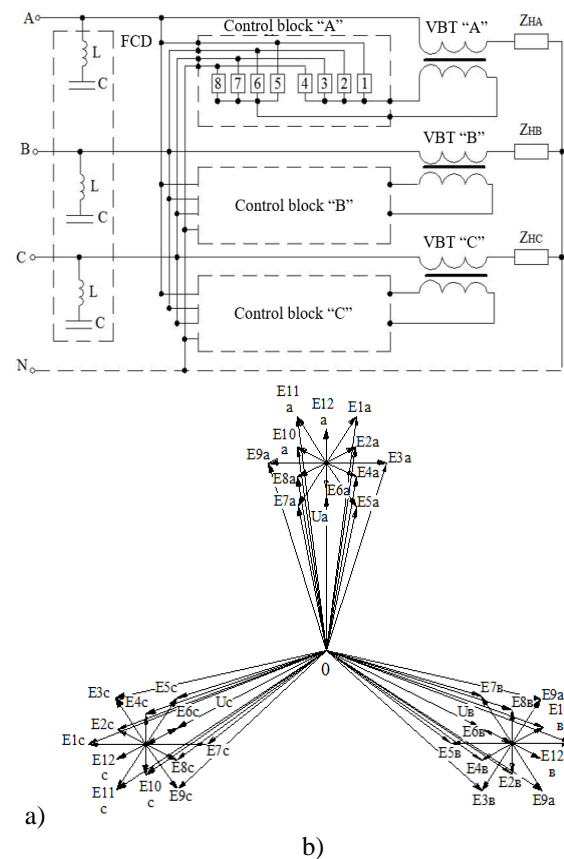 A
Control block “A”
VBT “A”
ZHA
FCD
L
C
8 7 6 5 4 3 2 1
B
VBT “B”
ZHB
L
C
Control block “B”
C
VBT “C”
ZHC
L
C
Control block “C”
N
E11
a
E12
a
E1a
E10
a
E2a
E9a
E3a
E8a
E4a
E6a
E7a
E5a
Ua
0
E3c
E5c
E4c
Uc
E2c
E6c
E1c
E7c
E12
c
E8c
E11
c
E10
c
E9c
E7в
E9a
E8в
E1
в
Uв
E6в
E5в
E12
в
E4в
E2в
E3в
E9a
a)
b)